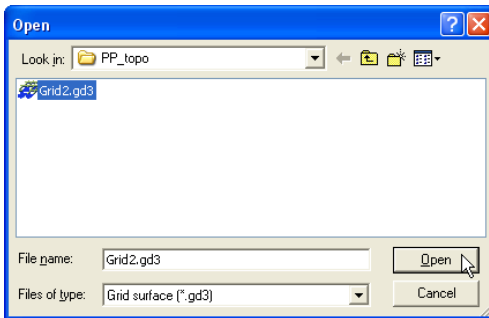 Open
Look in: PP_topo
Grid2.gd3
File name: Grid2.gd3 Open
Files of type: Grid surface (*.gd3) Cancel